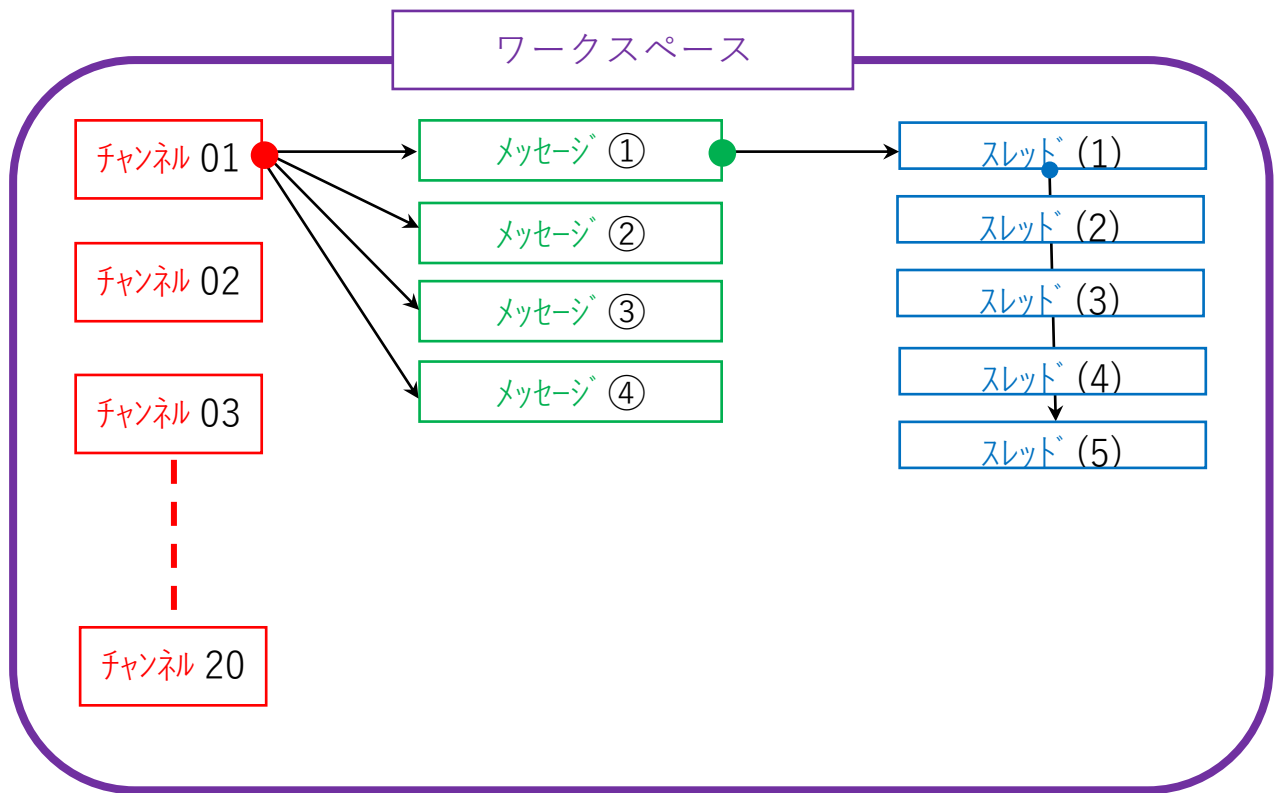 ワークスペース
ﾁｬﾝﾈﾙ 01
ﾁｬﾝﾈﾙ 02
ﾁｬﾝﾈﾙ 03
ﾁｬﾝﾈﾙ 20
ﾒｯｾｰｼﾞ ①
ﾒｯｾｰｼﾞ ②
ﾒｯｾｰｼﾞ ③
ﾒｯｾｰｼﾞ ④
ｽﾚｯﾄﾞ (1)
ｽﾚｯﾄﾞ (2)
ｽﾚｯﾄﾞ (3)
ｽﾚｯﾄﾞ (4)
ｽﾚｯﾄﾞ (5)